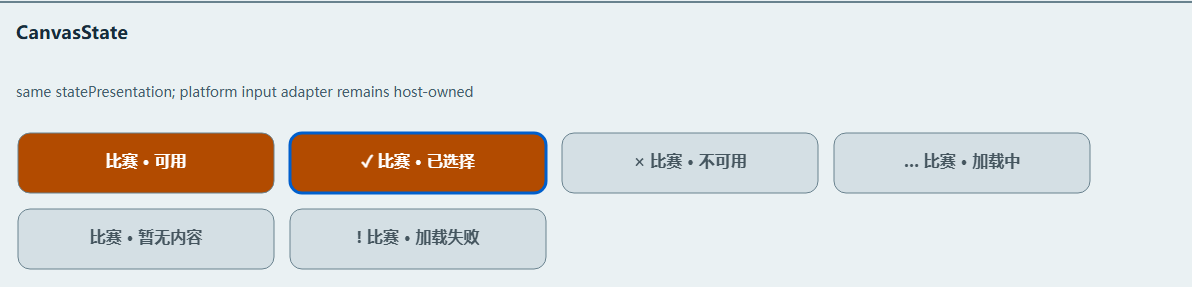 CanvasState
same statePresentation; platform input adapter remains host-owned
比赛 • 可用
✓ 比赛 • 已选择
× 比赛 • 不可用
... 比赛 • 加载中
比赛 • 暂无内容
! 比赛 • 加载失败